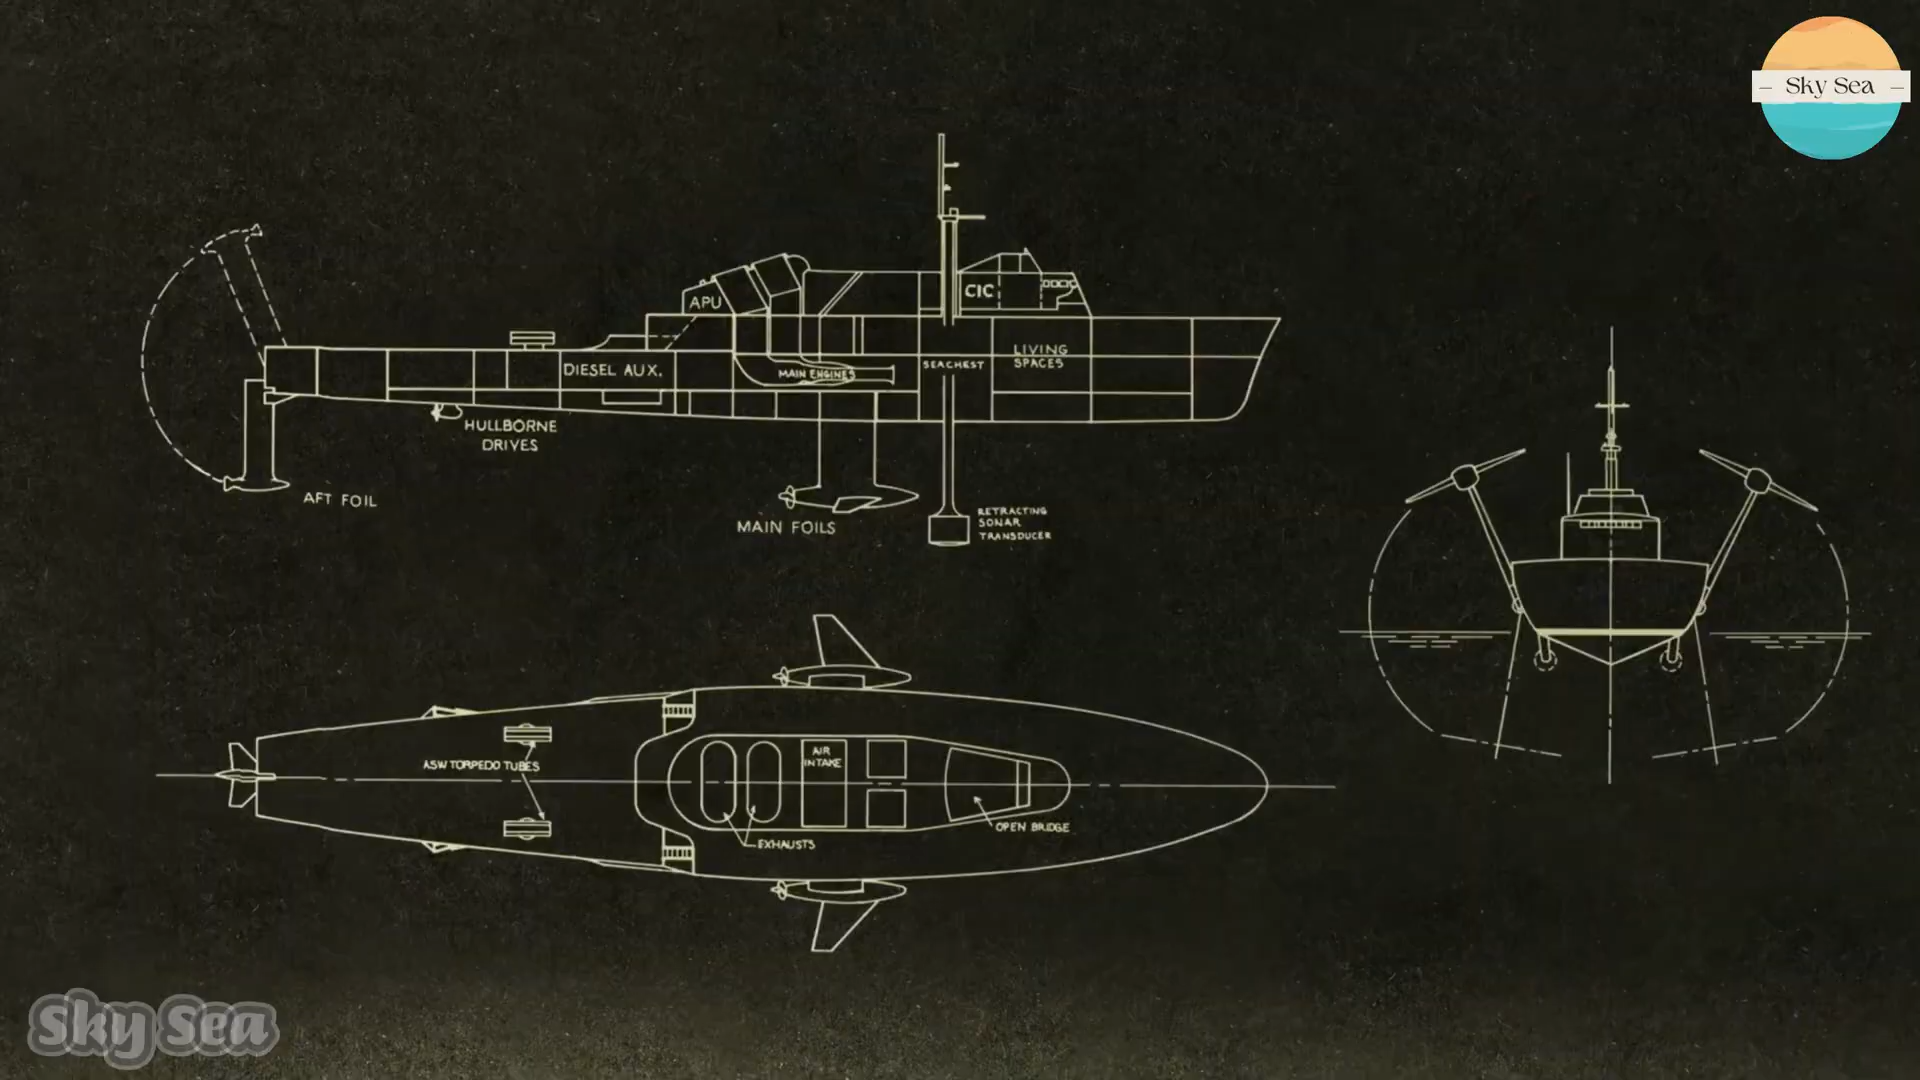 – Sky Sea –
APU
CIC
DIESEL AUX.
MAIN ENGINES
SEACHEST
LIVING
SPACES
HULLBORNE
DRIVES
AFT FOIL
MAIN FOILS
RETRACTING
SONAR
TRANSDUCER
ASW TORPEDO TUBES
AIR
INTAKE
EXHAUSTS
OPEN BRIDGE
Sky Sea